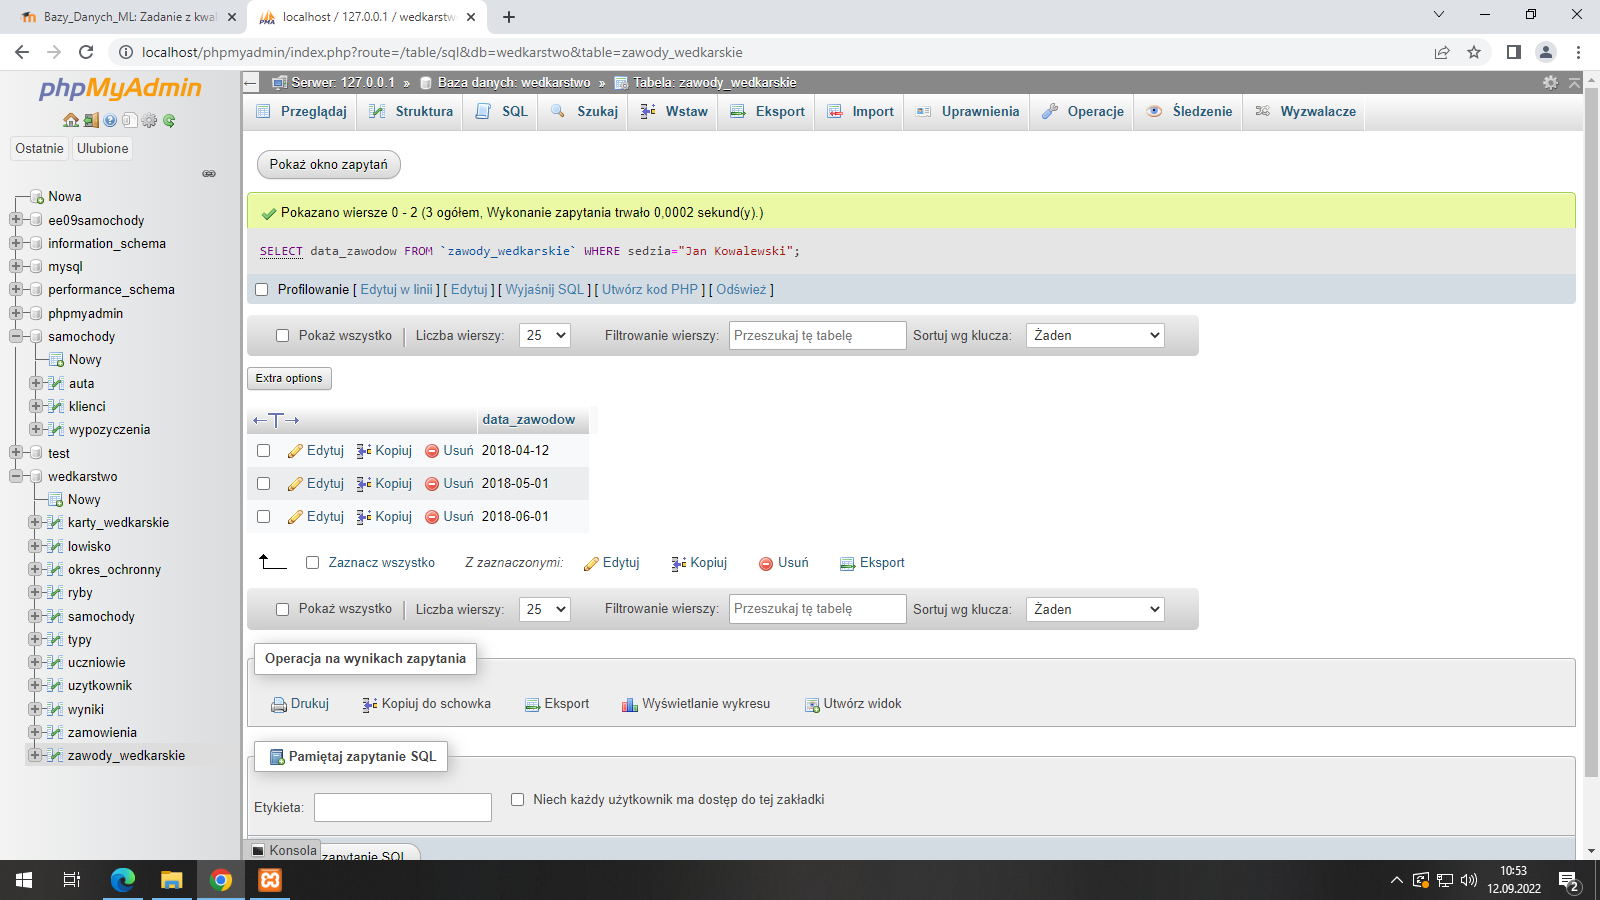 Bazy_Danych_ML: Zadanie z kwal
localhost / 127.0.0.1 / wedkarstw
localhost/phpmyadmin/index.php?route=/table/sql&db=wedkarstwo&table=zawody_wedkarskie
phpMyAdmin
Ostatnie
Ulubione
Nowa
ee09samochody
information_schema
mysql
performance_schema
phpmyadmin
samochody
Nowy
auta
klienci
wypozyczenia
test
wedkarstwo
Nowy
karty_wedkarskie
lowisko
okres_ochronny
ryby
samochody
typy
uczniowie
uzytkownik
wyniki
zamowienia
zawody_wedkarskie
Serwer: 127.0.0.1 » Baza danych: wedkarstwo » Tabela: zawody_wedkarskie
Przeglądaj Struktura SQL Szukaj Wstaw Eksport Import Uprawnienia Operacje Śledzenie Wyzwalacze
Pokaż okno zapytań
Pokazano wiersze 0 - 2 (3 ogółem, Wykonanie zapytania trwało 0,0002 sekund(y).)
SELECT data_zawodow FROM `zawody_wedkarskie` WHERE sedzia="Jan Kowalewski";
Profilowanie [ Edytuj w linii ] [ Edytuj ] [ Wyjaśnij SQL ] [ Utwórz kod PHP ] [ Odśwież ]
Pokaż wszystko Liczba wierszy: 25 Filtrowanie wierszy: Przeszukaj tę tabelę Sortuj wg klucza: Żaden
Extra options
←T→ data_zawodow
Edytuj Kopiuj Usuń 2018-04-12
Edytuj Kopiuj Usuń 2018-05-01
Edytuj Kopiuj Usuń 2018-06-01
Zaznacz wszystko Z zaznaczonymi: Edytuj Kopiuj Usuń Eksport
Pokaż wszystko Liczba wierszy: 25 Filtrowanie wierszy: Przeszukaj tę tabelę Sortuj wg klucza: Żaden
Operacja na wynikach zapytania
Drukuj Kopiuj do schowka Eksport Wyświetlanie wykresu Utwórz widok
Pamiętaj zapytanie SQL
Etykieta: Niech każdy użytkownik ma dostęp do tej zakładki
Konsola
zapytanie SQL
10:53
12.09.2022
2